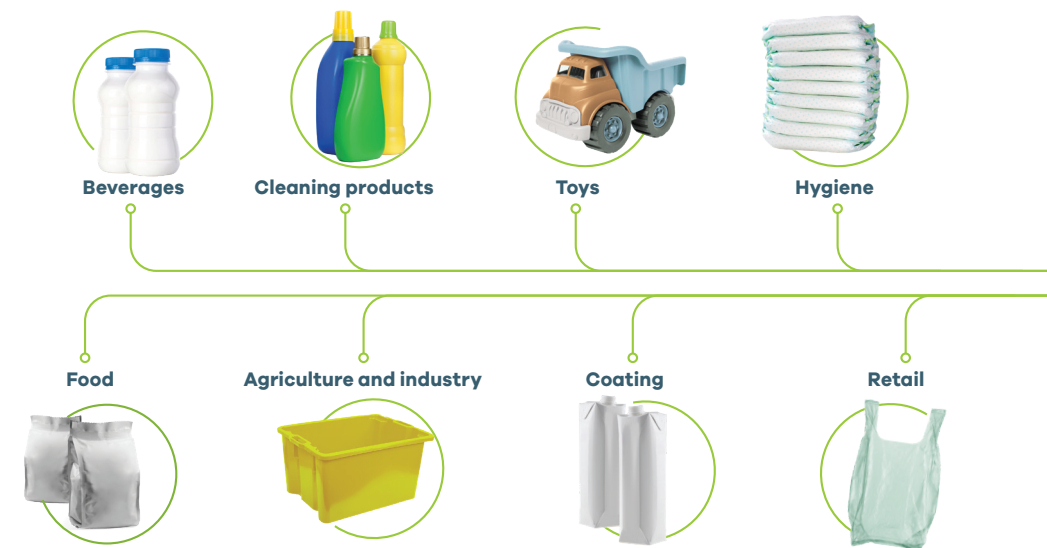 Beverages
Cleaning products
Toys
Hygiene
Food
Agriculture and industry
Coating
Retail